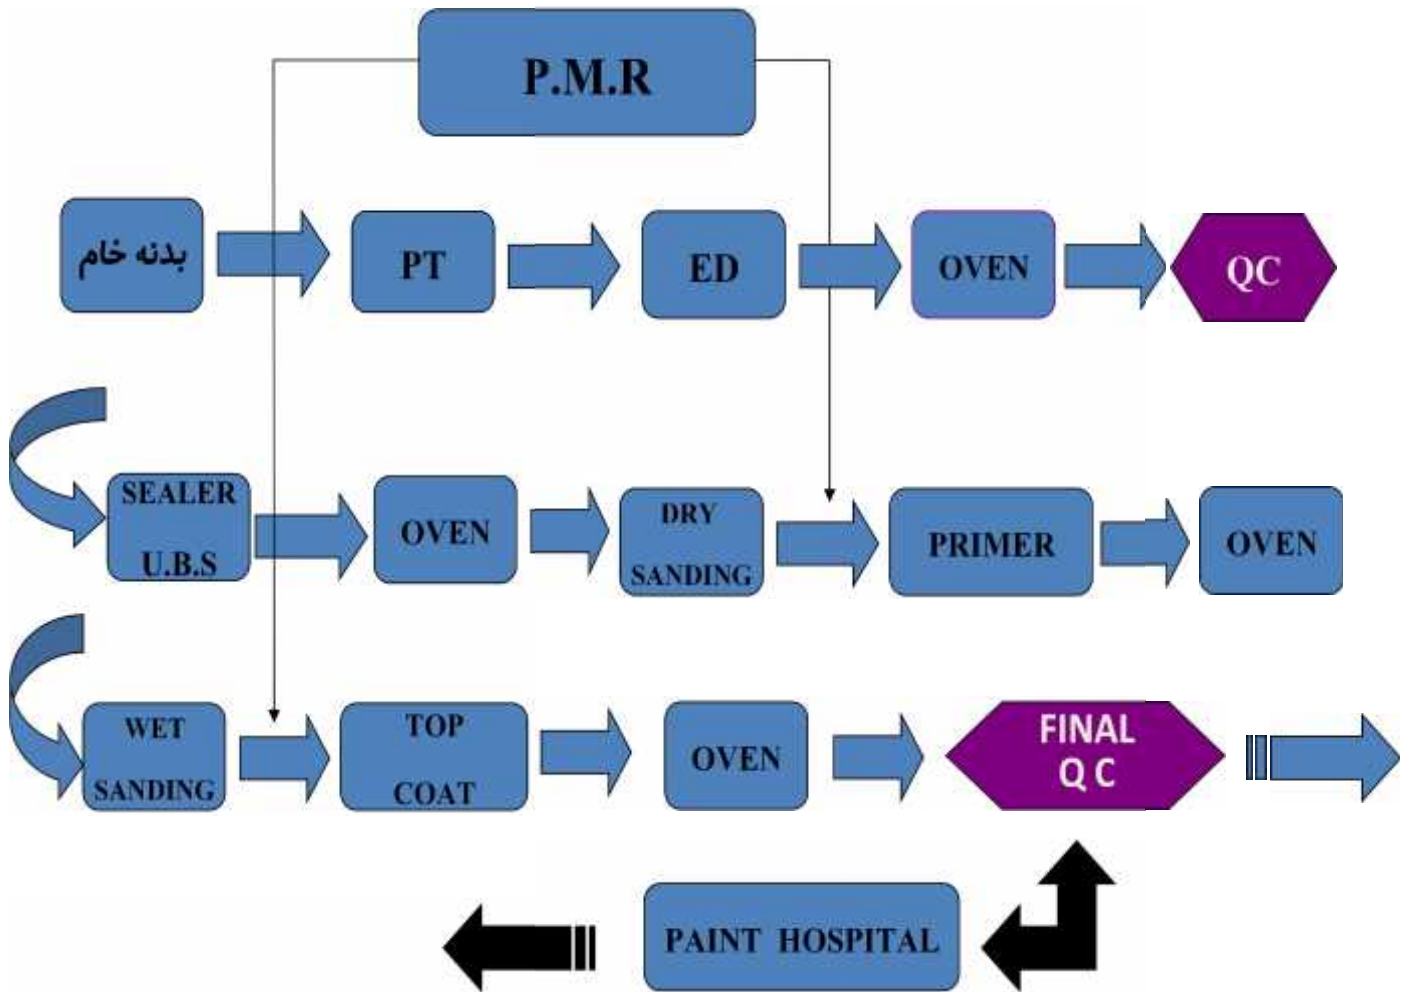 P.M.R
بدنه خام
PT
ED
OVEN
QC
SEALER
U.B.S
OVEN
DRY
SANDING
PRIMER
OVEN
WET
SANDING
TOP
COAT
OVEN
FINAL
Q C
PAINT HOSPITAL